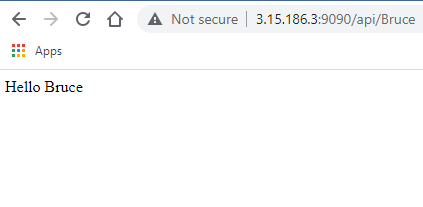 Not secure 3.15.186.3:9090/api/Bruce
Apps
Hello Bruce